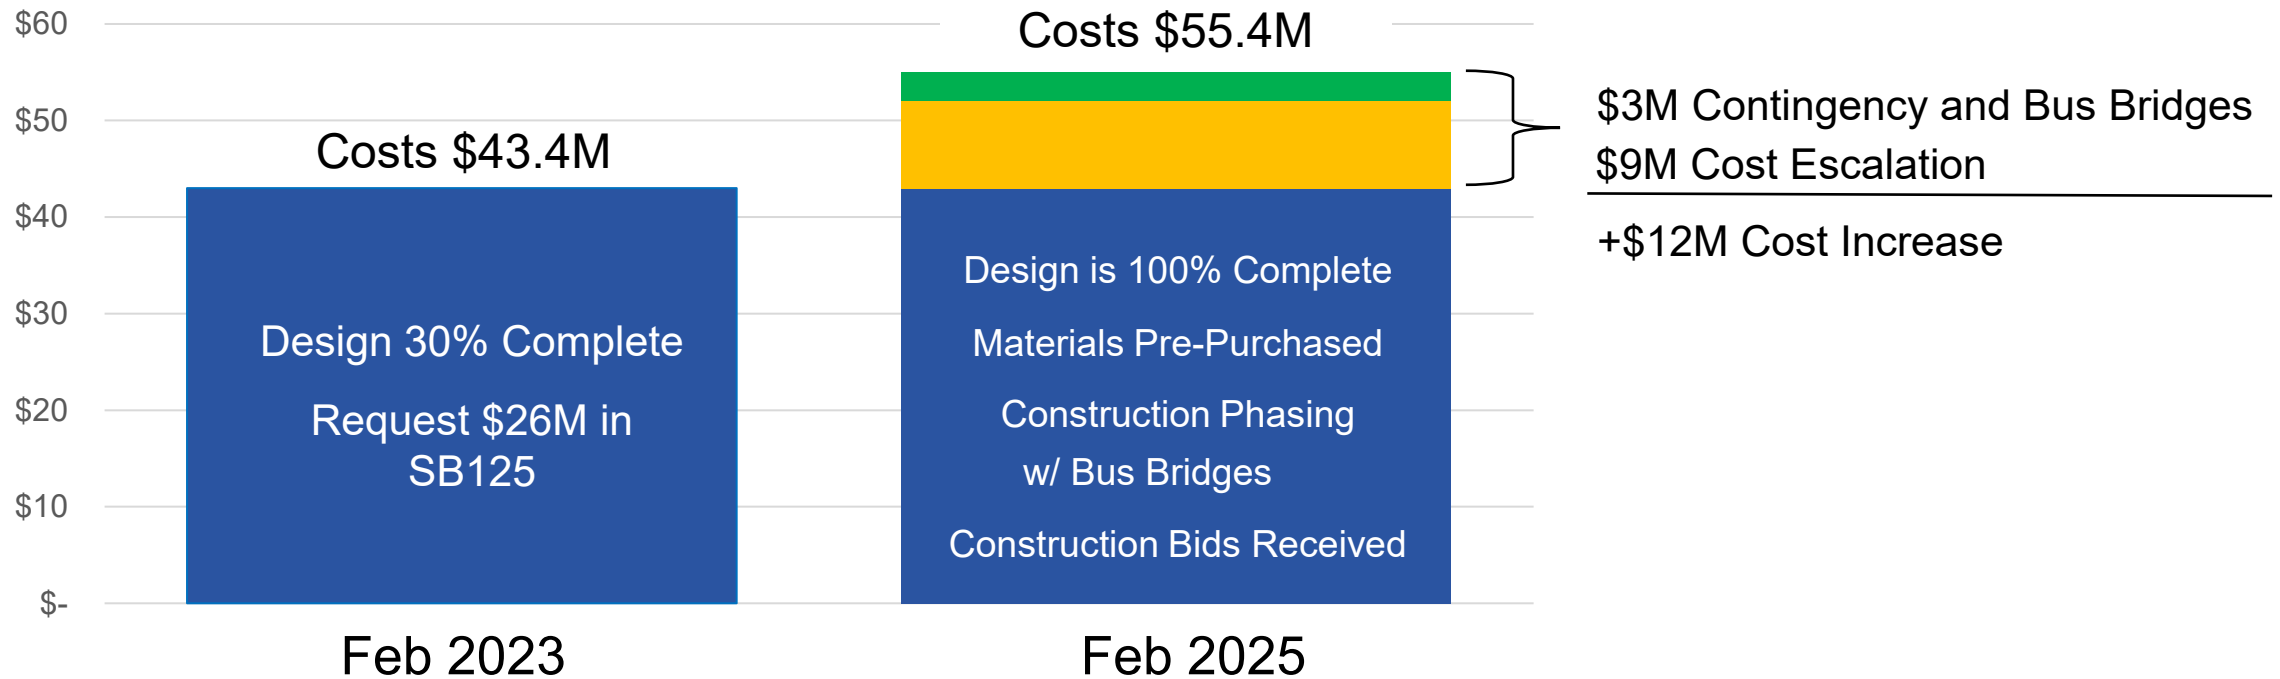 $60
$50
$40
$30
$20
$10
$-
Costs $43.4M
Design 30% Complete
Request $26M in
SB125
Feb 2023
Costs $55.4M
Design is 100% Complete
Materials Pre-Purchased
Construction Phasing
w/ Bus Bridges
Construction Bids Received
Feb 2025
$3M Contingency and Bus Bridges
$9M Cost Escalation
+$12M Cost Increase